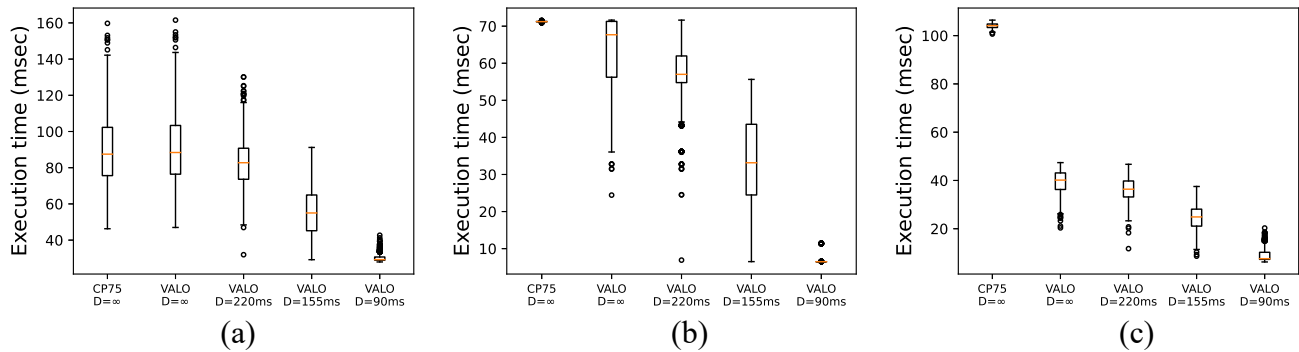 160
140
120
100
80
60
40
Execution time (msec)
CP75 VALO VALO VALO VALO
D=∞ D=∞ D=220ms D=155ms D=90ms
(a)
70
60
50
40
30
20
10
Execution time (msec)
CP75 VALO VALO VALO VALO
D=∞ D=∞ D=220ms D=155ms D=90ms
(b)
100
80
60
40
20
Execution time (msec)
CP75 VALO VALO VALO VALO
D=∞ D=∞ D=220ms D=155ms D=90ms
(c)